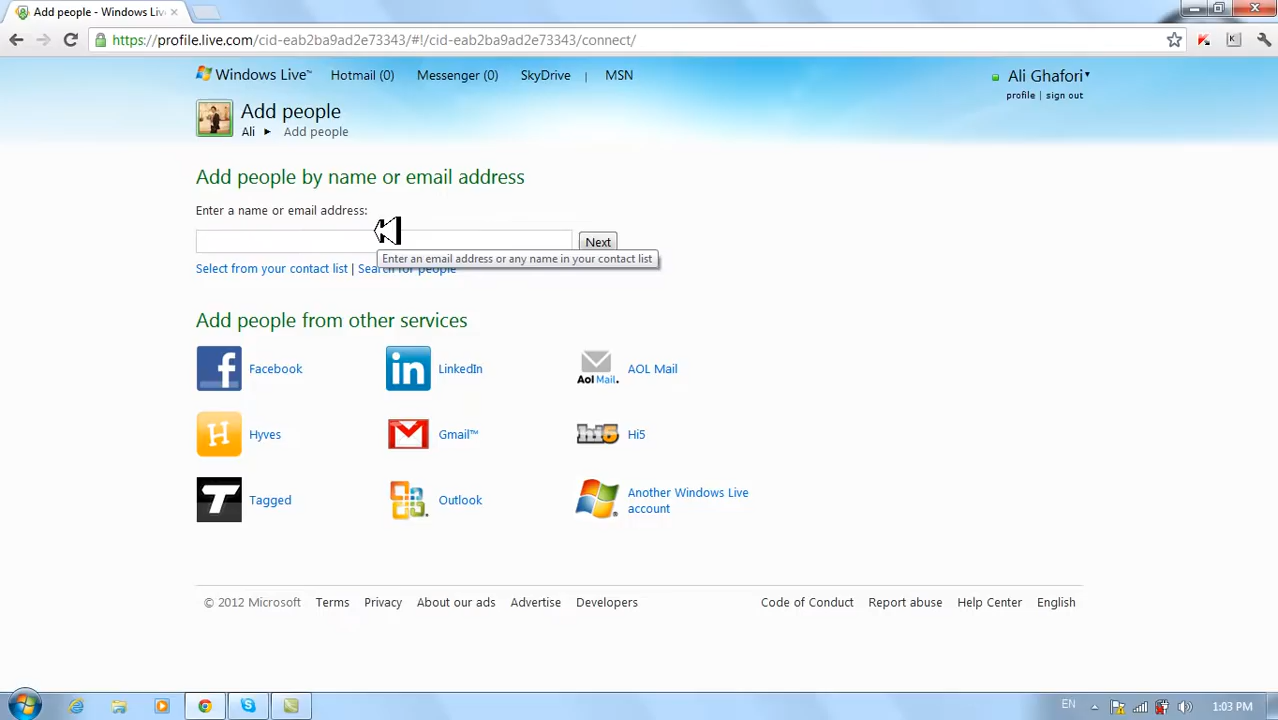 Add people - Windows Liv
https://profile.live.com/cid-eab2ba9ad2e73343/#!/cid-eab2ba9ad2e73343/connect/
Windows Live™ Hotmail (0) Messenger (0) SkyDrive | MSN
Ali Ghafori
profile | sign out
Add people
Ali ▸ Add people
Add people by name or email address
Enter a name or email address:
Next
Enter an email address or any name in your contact list
Select from your contact list | Search for people
Add people from other services
Facebook
LinkedIn
Aol Mail.
AOL Mail
Hyves
Gmail™
hi5
Hi5
Tagged
Outlook
Another Windows Live
account
© 2012 Microsoft Terms Privacy About our ads Advertise Developers
Code of Conduct Report abuse Help Center English
EN
1:03 PM